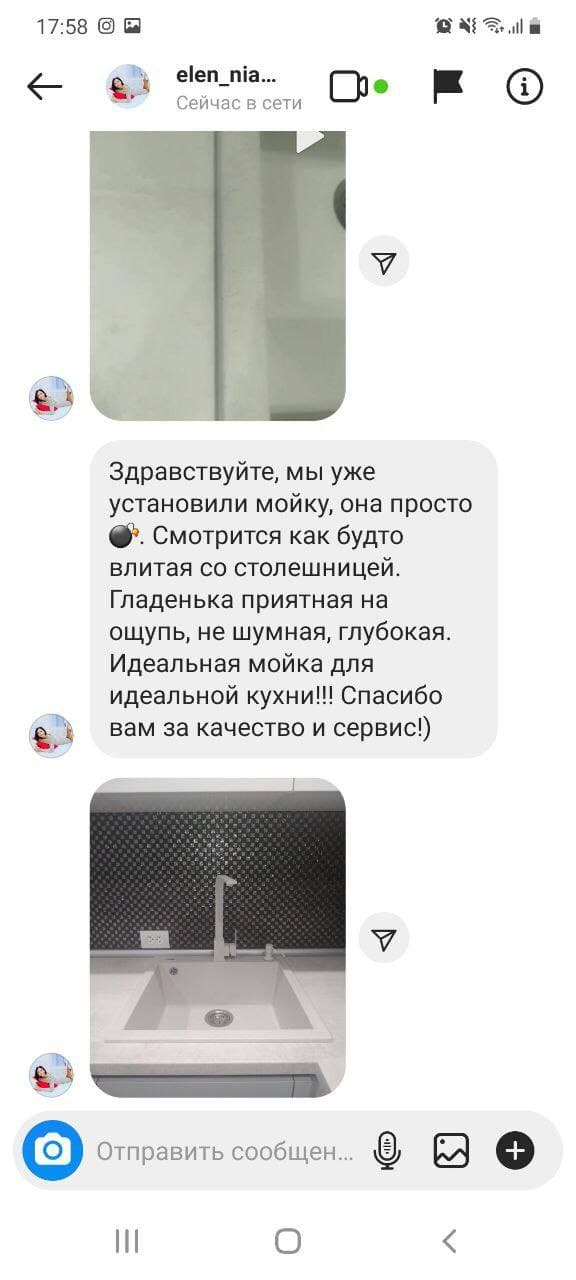 17:58
elen_nia...
Сейчас в сети
Здравствуйте, мы уже
установили мойку, она просто
💣. Смотрится как будто
влитая со столешницей.
Гладенька приятная на
ощупь, не шумная, глубокая.
Идеальная мойка для
идеальной кухни!!! Спасибо
вам за качество и сервис!)
Отправить сообщен...